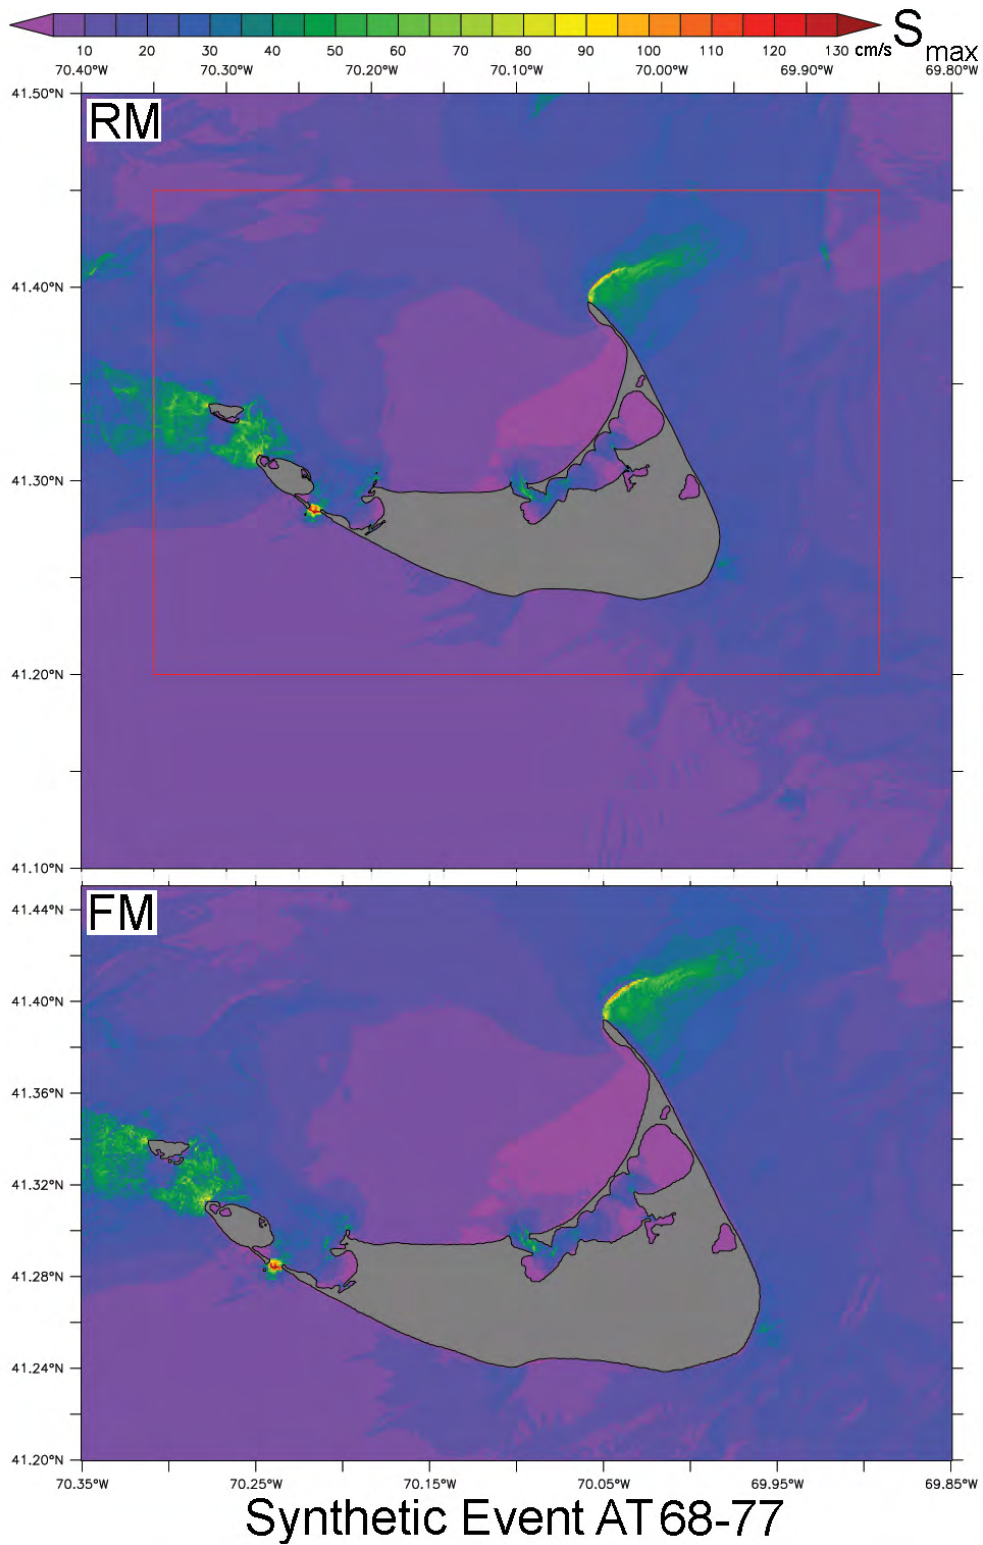 10 20 30 40 50 60 70 80 90 100 110 120 130 cm/s Smax
70.40°W 70.30°W 70.20°W 70.10°W 70.00°W 69.90°W 69.80°W
41.50°N
RM
41.40°N
41.30°N
41.20°N
41.10°N
FM
41.44°N
41.40°N
41.36°N
41.32°N
41.28°N
41.24°N
41.20°N
70.35°W 70.25°W 70.15°W 70.05°W 69.95°W 69.85°W
Synthetic Event AT68-77